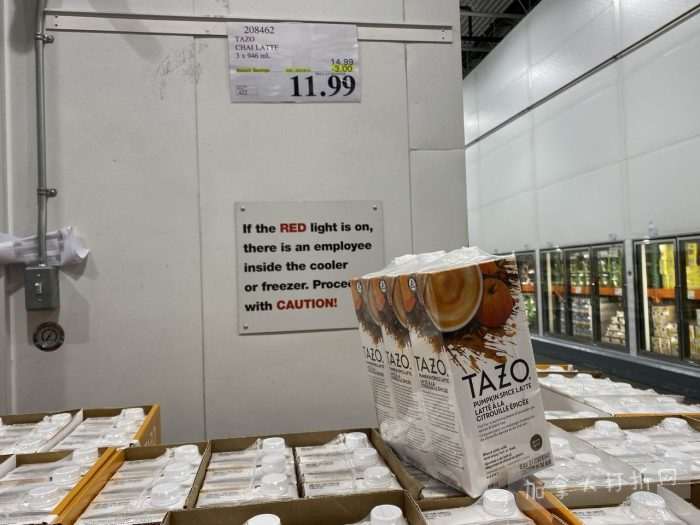 208462
TAZO
CHAI LATTE
3 x 946 mL
14.99
-3.00
11.99
If the RED light is on,
there is an employee
inside the cooler
or freezer. Proceed
with CAUTION!
TAZO
TAZO
TAZO
PUMPKIN SPICE LATTE
LATTE À LA
CITROUILLE ÉPICÉE
加拿大打折网